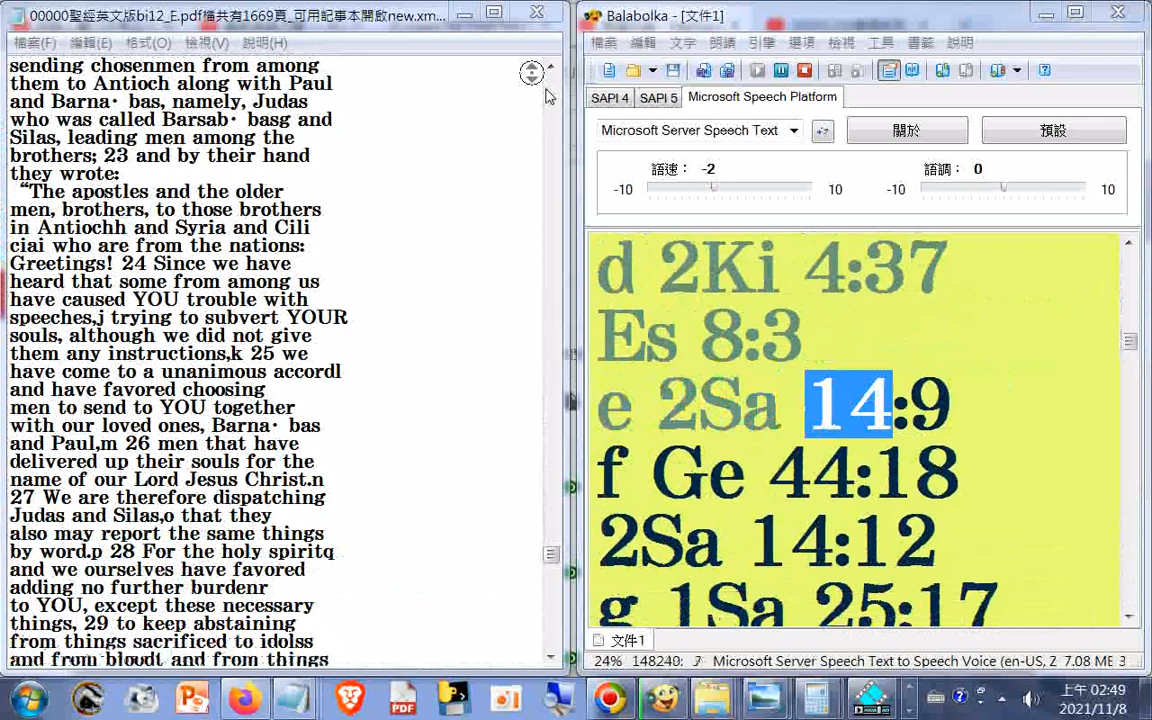 00000聖經英文版bi12_E.pdf檔共有1669頁_可用記事本開啟new.xm...
檔案(F) 編輯(E) 格式(O) 檢視(V) 說明(H)
sending chosenmen from among
them to Antioch along with Paul
and Barna· bas, namely, Judas
who was called Barsab· basg and
Silas, leading men among the
brothers; 23 and by their hand
they wrote:
“The apostles and the older
men, brothers, to those brothers
in Antiochh and Syria and Cili
ciai who are from the nations:
Greetings! 24 Since we have
heard that some from among us
have caused YOU trouble with
speeches,j trying to subvert YOUR
souls, although we did not give
them any instructions,k 25 we
have come to a unanimous accordl
and have favored choosing
men to send to YOU together
with our loved ones, Barna· bas
and Paul,m 26 men that have
delivered up their souls for the
name of our Lord Jesus Christ.n
27 We are therefore dispatching
Judas and Silas,o that they
also may report the same things
by word.p 28 For the holy spiritq
and we ourselves have favored
adding no further burdenr
to YOU, except these necessary
things, 29 to keep abstaining
from things sacrificed to idolss
and from bloodt and from things
Balabolka - [文件1]
檔案 編輯 文字 朗讀 引擎 選項 檢視 工具 書籤 說明
SAPI 4 SAPI 5 Microsoft Speech Platform
Microsoft Server Speech Text 關於 預設
語速： -2 語調： 0
-10 10 -10 10
d 2Ki 4:37
Es 8:3
e 2Sa 14:9
f Ge 44:18
2Sa 14:12
g 1Sa 25:17
文件1
24% 148240: Microsoft Server Speech Text to Speech Voice (en-US, Z 7.08 MB
上午 02:49
2021/11/8